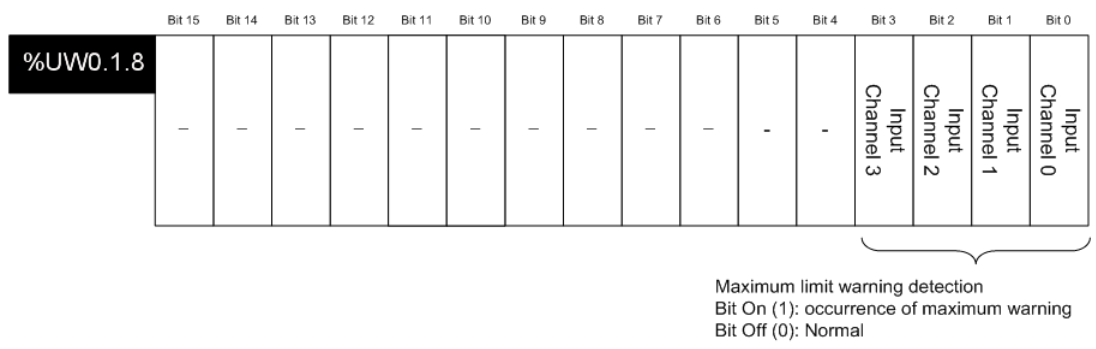 Bit 15 Bit 14 Bit 13 Bit 12 Bit 11 Bit 10 Bit 9 Bit 8 Bit 7 Bit 6 Bit 5 Bit 4 Bit 3 Bit 2 Bit 1 Bit 0
%UW0.1.8
– – – – – – – – – – - -
Input
Channel 3
Input
Channel 2
Input
Channel 1
Input
Channel 0
Maximum limit warning detection
Bit On (1): occurrence of maximum warning
Bit Off (0): Normal